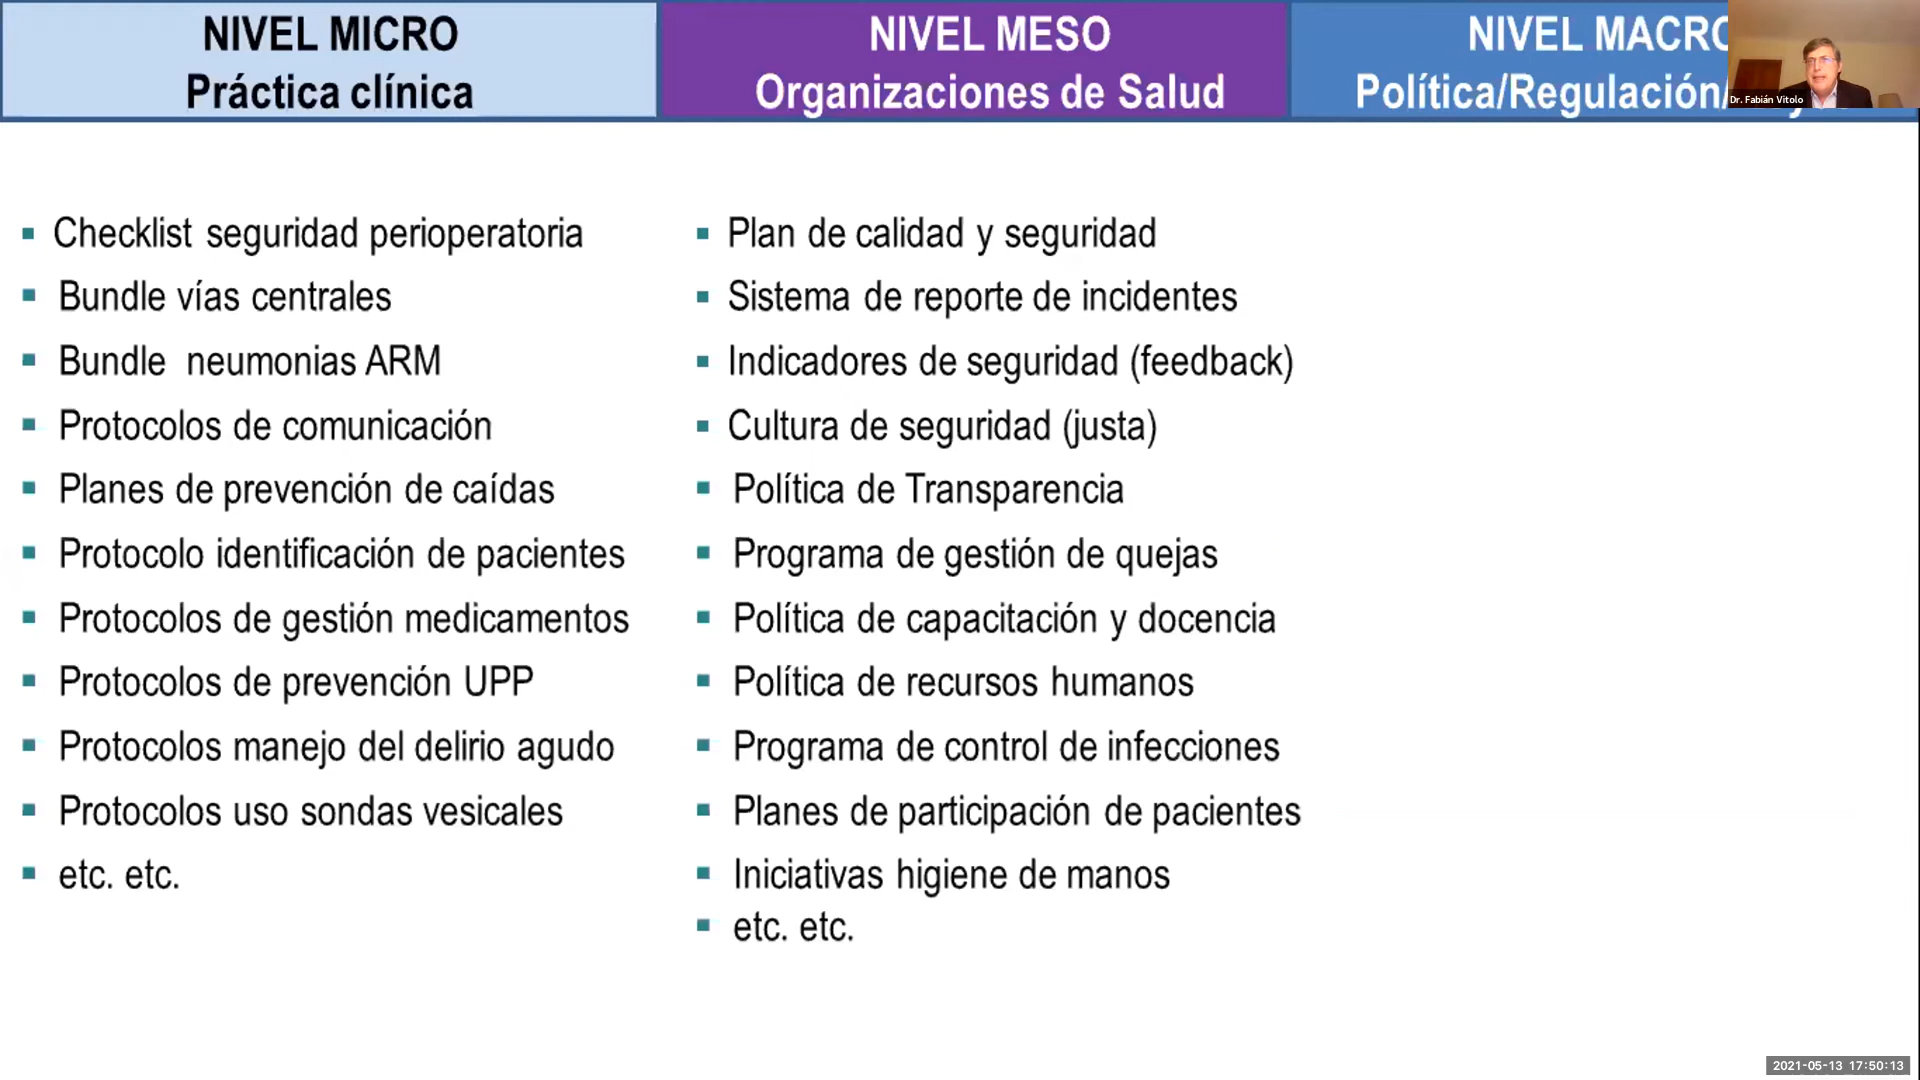 NIVEL MICRO
Práctica clínica
NIVEL MESO
Organizaciones de Salud
NIVEL MACRO
Política/Regulación/
Dr. Fabián Vitolo
▪ Checklist seguridad perioperatoria
▪ Bundle vías centrales
▪ Bundle neumonias ARM
▪ Protocolos de comunicación
▪ Planes de prevención de caídas
▪ Protocolo identificación de pacientes
▪ Protocolos de gestión medicamentos
▪ Protocolos de prevención UPP
▪ Protocolos manejo del delirio agudo
▪ Protocolos uso sondas vesicales
▪ etc. etc.
▪ Plan de calidad y seguridad
▪ Sistema de reporte de incidentes
▪ Indicadores de seguridad (feedback)
▪ Cultura de seguridad (justa)
▪ Política de Transparencia
▪ Programa de gestión de quejas
▪ Política de capacitación y docencia
▪ Política de recursos humanos
▪ Programa de control de infecciones
▪ Planes de participación de pacientes
▪ Iniciativas higiene de manos
▪ etc. etc.
2021-05-13 17:50:13